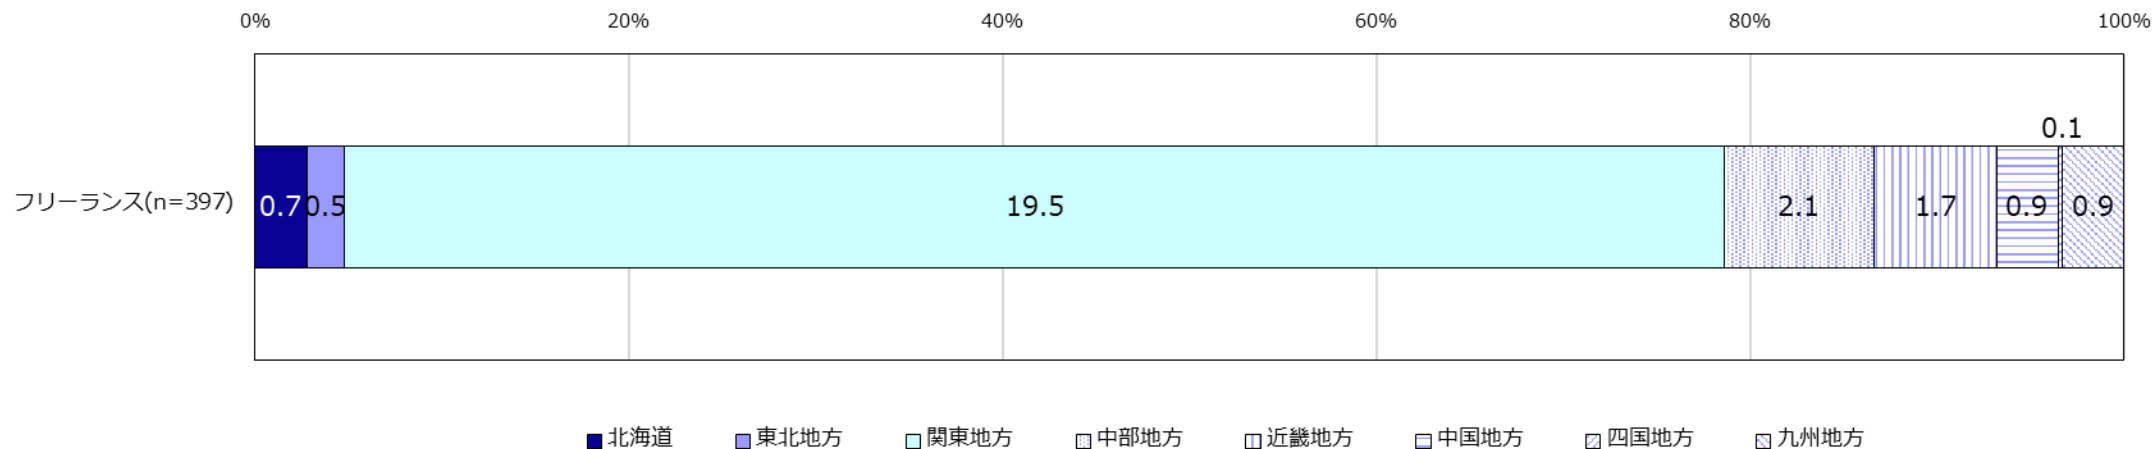 0% 20% 40% 60% 80% 100%
0.1
フリーランス(n=397) 0.7 0.5 19.5 2.1 1.7 0.9 0.9
北海道 東北地方 関東地方 中部地方 近畿地方 中国地方 四国地方 九州地方